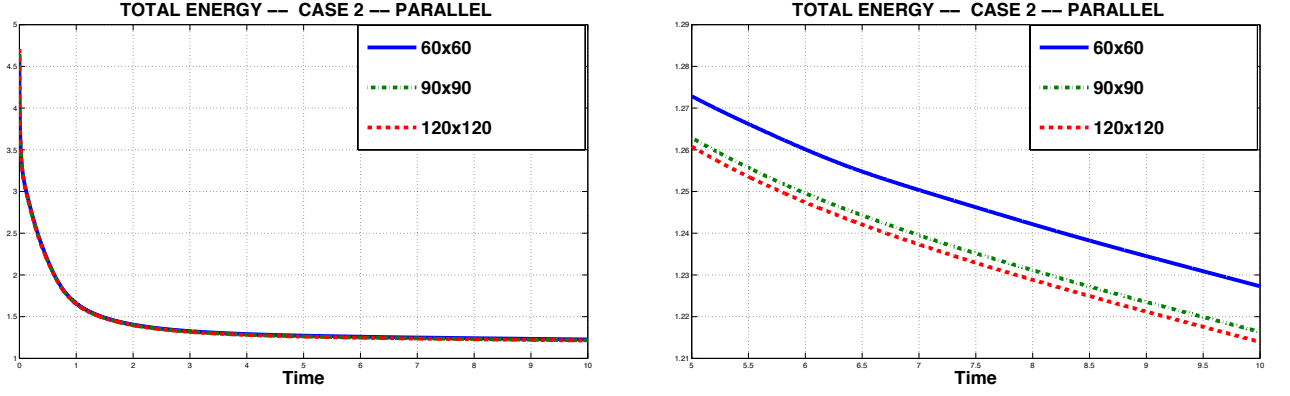 TOTAL ENERGY −− CASE 2 −− PARALLEL
5
4.5
4
3.5
3
2.5
2
1.5
1
60x60
90x90
120x120
0 1 2 3 4 5 6 7 8 9 10
Time
TOTAL ENERGY −− CASE 2 −− PARALLEL
1.29
1.28
1.27
1.26
1.25
1.24
1.23
1.22
1.21
60x60
90x90
120x120
5 5.5 6 6.5 7 7.5 8 8.5 9 9.5 10
Time